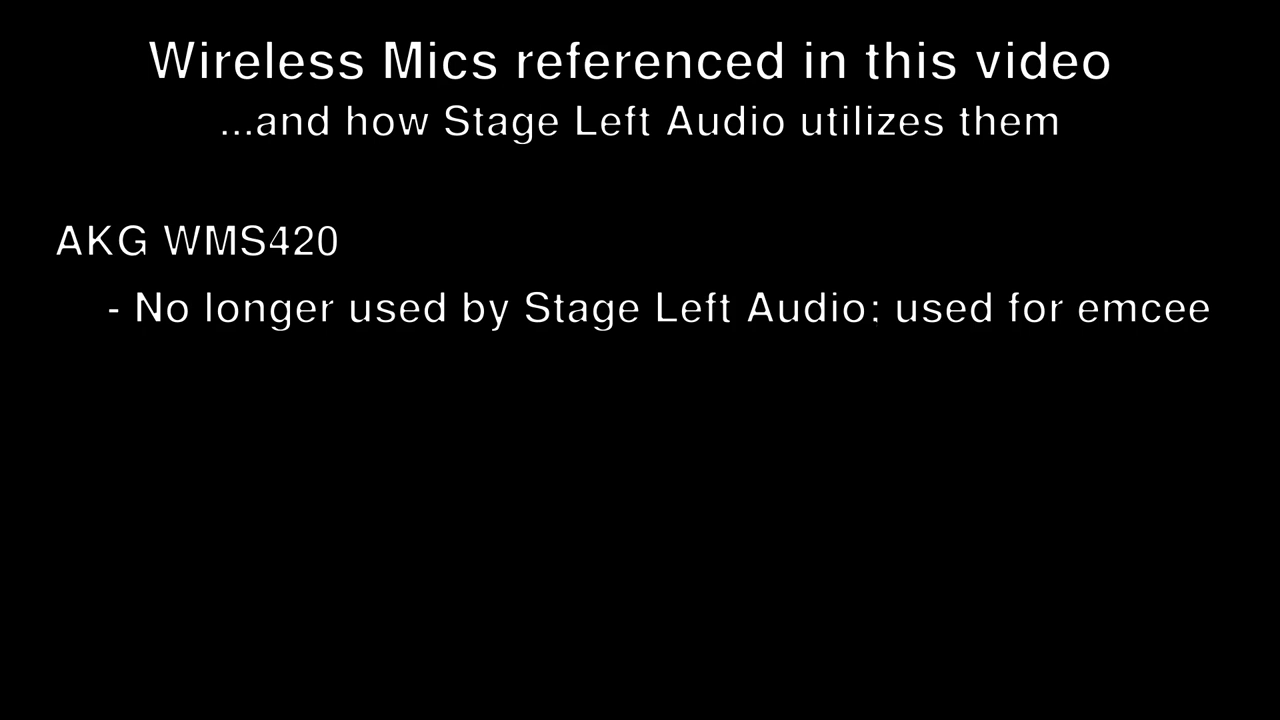 Wireless Mics referenced in this video
...and how Stage Left Audio utilizes them
AKG WMS420
- No longer used by Stage Left Audio; used for emcee